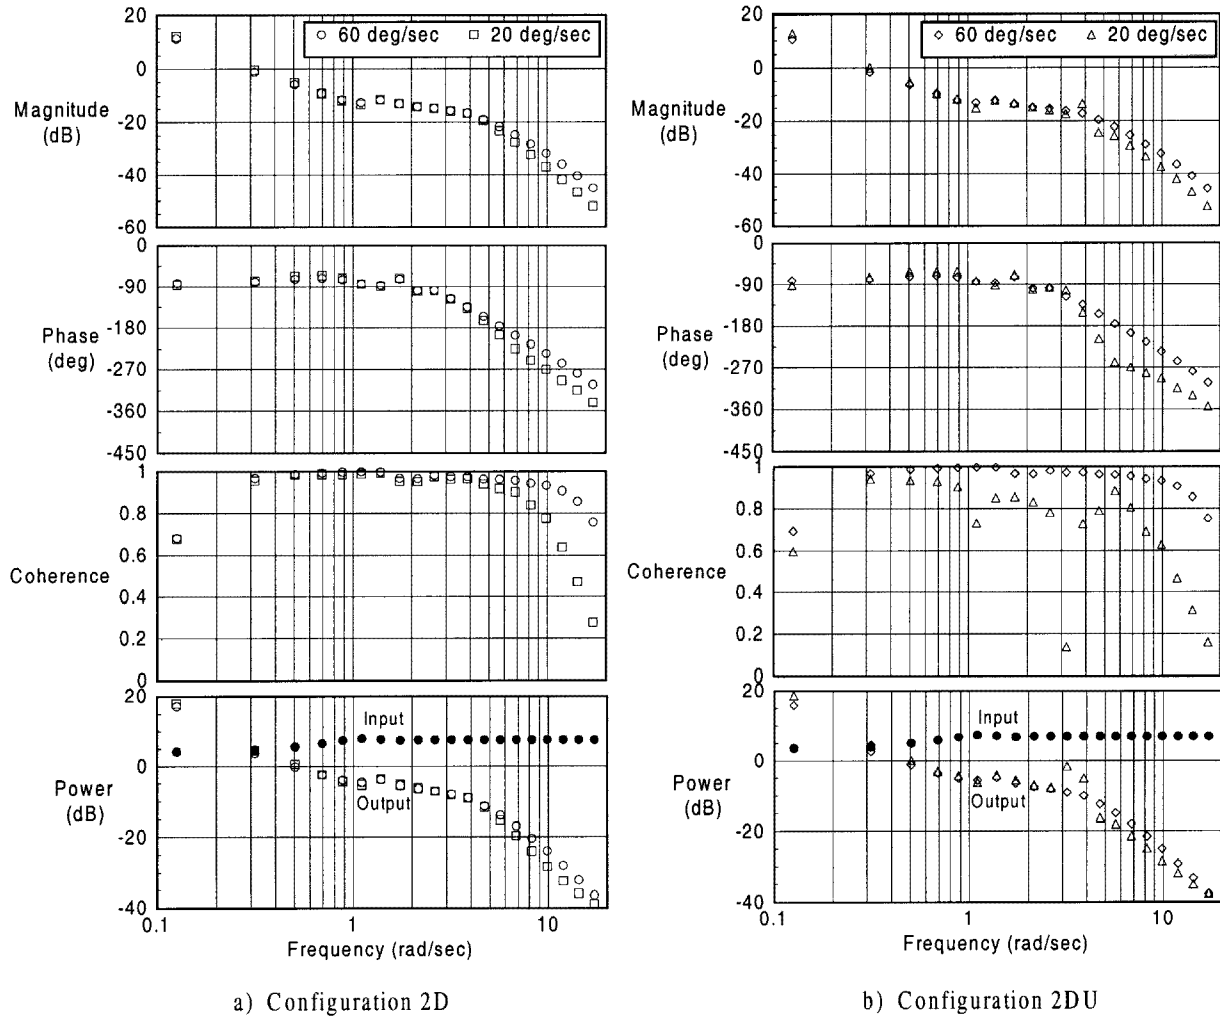 20
60 deg/sec
20 deg/sec
0
Magnitude
(dB)
-20
-40
-60
0
-90
Phase
(deg)
-180
-270
-360
-450
1
0.8
0.6
Coherence
0.4
0.2
0
20
Input
0
Power
(dB)
Output
-20
-40
0.1
1
10
Frequency (rad/sec)
a) Configuration 2D
20
60 deg/sec
20 deg/sec
0
Magnitude
(dB)
-20
-40
-60
0
-90
Phase
(deg)
-180
-270
-360
-450
1
0.8
0.6
Coherence
0.4
0.2
0
20
Input
0
Power
(dB)
Output
-20
-40
0.1
1
10
Frequency (rad/sec)
b) Configuration 2DU